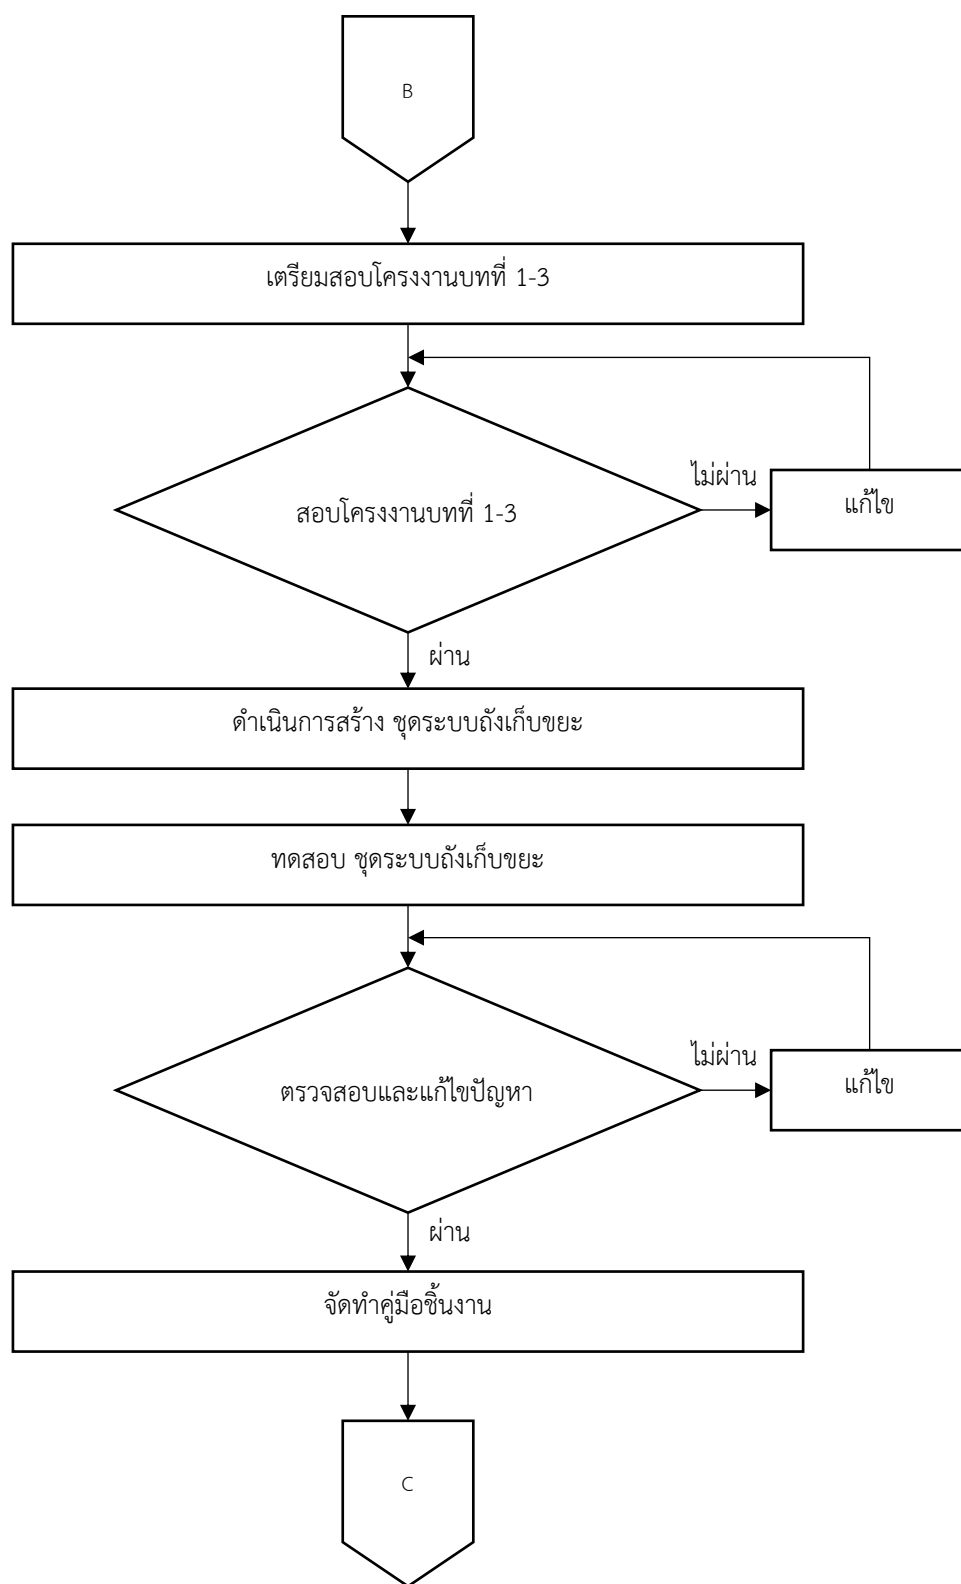 B
เตรียมสอบโครงงานบทที่ 1-3
ไม่ผ่าน
สอบโครงงานบทที่ 1-3
แก้ไข
ผ่าน
ดำเนินการสร้าง ชุดระบบถังเก็บขยะ
ทดสอบ ชุดระบบถังเก็บขยะ
ไม่ผ่าน
ตรวจสอบและแก้ไขปัญหา
แก้ไข
ผ่าน
จัดทำคู่มือชิ้นงาน
C